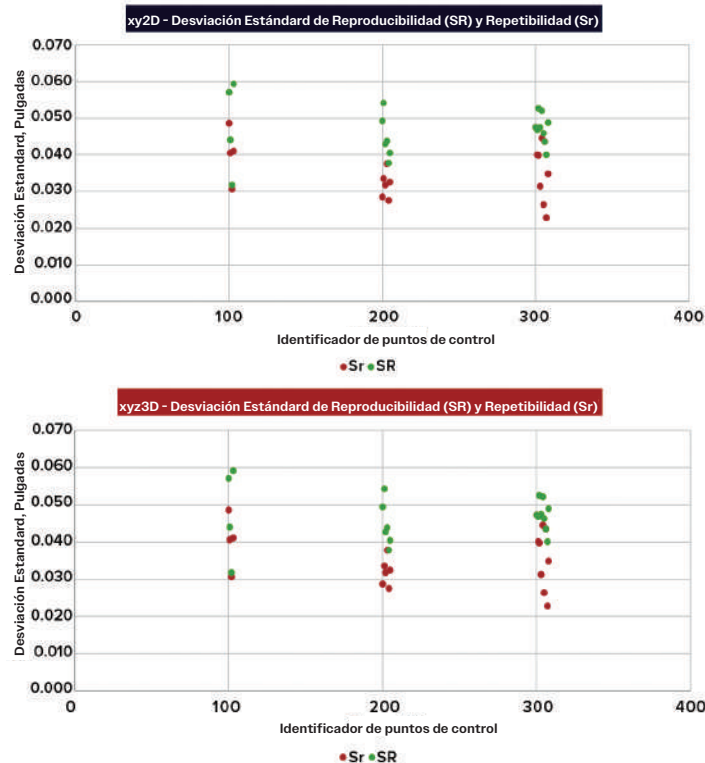 xy2D - Desviación Estándard de Reproducibilidad (SR) y Repetibilidad (Sr)
Desviación Estandard, Pulgadas
0.070
0.060
0.050
0.040
0.030
0.020
0.010
0.000
0 100 200 300 400
Identificador de puntos de control
Sr SR
xyz3D - Desviación Estándard de Reproducibilidad (SR) y Repetibilidad (Sr)
Desviación Estandard, Pulgadas
0.070
0.060
0.050
0.040
0.030
0.020
0.010
0.000
0 100 200 300 400
Identificador de puntos de control
Sr SR